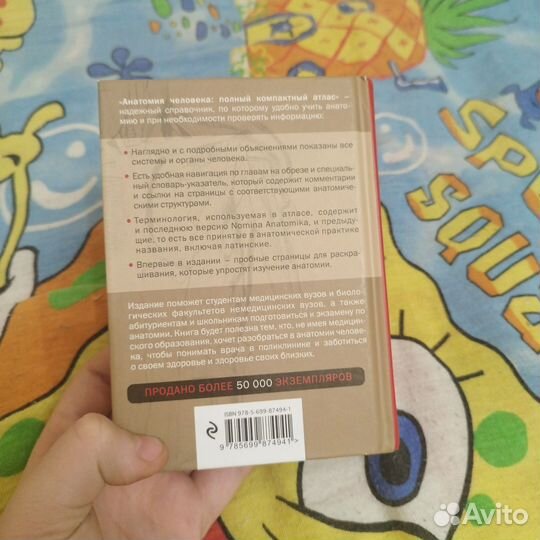 «Анатомия человека: полный компактный атлас» –
надежный справочник, по которому удобно учить анато-
мию и при необходимости проверять информацию:
• Наглядно и с подробными объяснениями показаны все
системы и органы человека.
• Есть удобная навигация по главам на обрезе и специаль-
ный словарь-указатель, который содержит комментарии
и ссылки на страницы с соответствующими анатомиче-
скими структурами.
• Терминология, используемая в атласе, содержит
и последнюю версию Nomina Anatomika, и предыду-
щие, то есть все принятые в анатомической практике
названия, включая латинские.
• Впервые в издании – пробные страницы для раскра-
шивания, которые упростят изучение анатомии.
Издание поможет студентам медицинских вузов и биоло-
гических факультетов немедицинских вузов, а также
абитуриентам и школьникам подготовиться к экзамену по
анатомии. Книга будет полезна тем, кто, не имея медицин-
ского образования, хочет разобраться в анатомии челове-
ка, чтобы понимать врача в поликлинике и заботиться
о своем здоровье и здоровье своих близких.
ПРОДАНО БОЛЕЕ 50 000 ЭКЗЕМПЛЯРОВ
ISBN 978-5-699-87494-1
9 785699 874941 >
SPO
SQUA
Avito